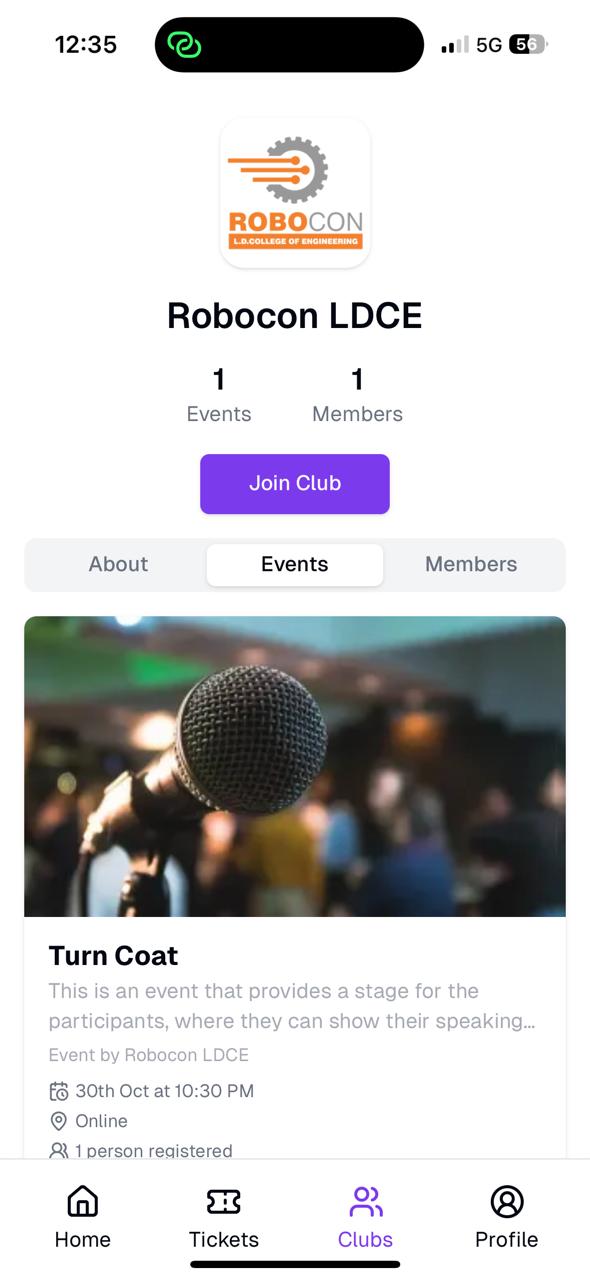 12:35
5G 56
ROBOCON
L.D.COLLEGE OF ENGINEERING
Robocon LDCE
1 1
Events Members
Join Club
About Events Members
Turn Coat
This is an event that provides a stage for the
participants, where they can show their speaking...
Event by Robocon LDCE
30th Oct at 10:30 PM
Online
1 person registered
Home Tickets Clubs Profile